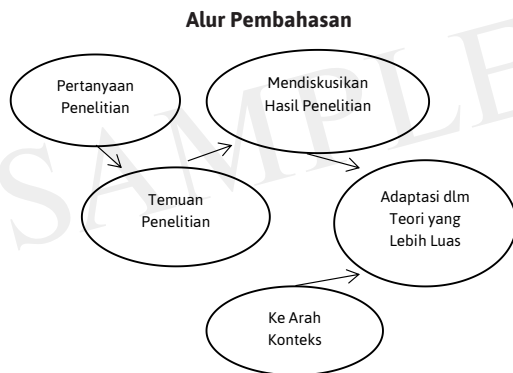 Alur Pembahasan
Pertanyaan
Penelitian
Mendiskusikan
Hasil Penelitian
Temuan
Penelitian
Adaptasi dlm
Teori yang
Lebih Luas
Ke Arah
Konteks
SAMPLE